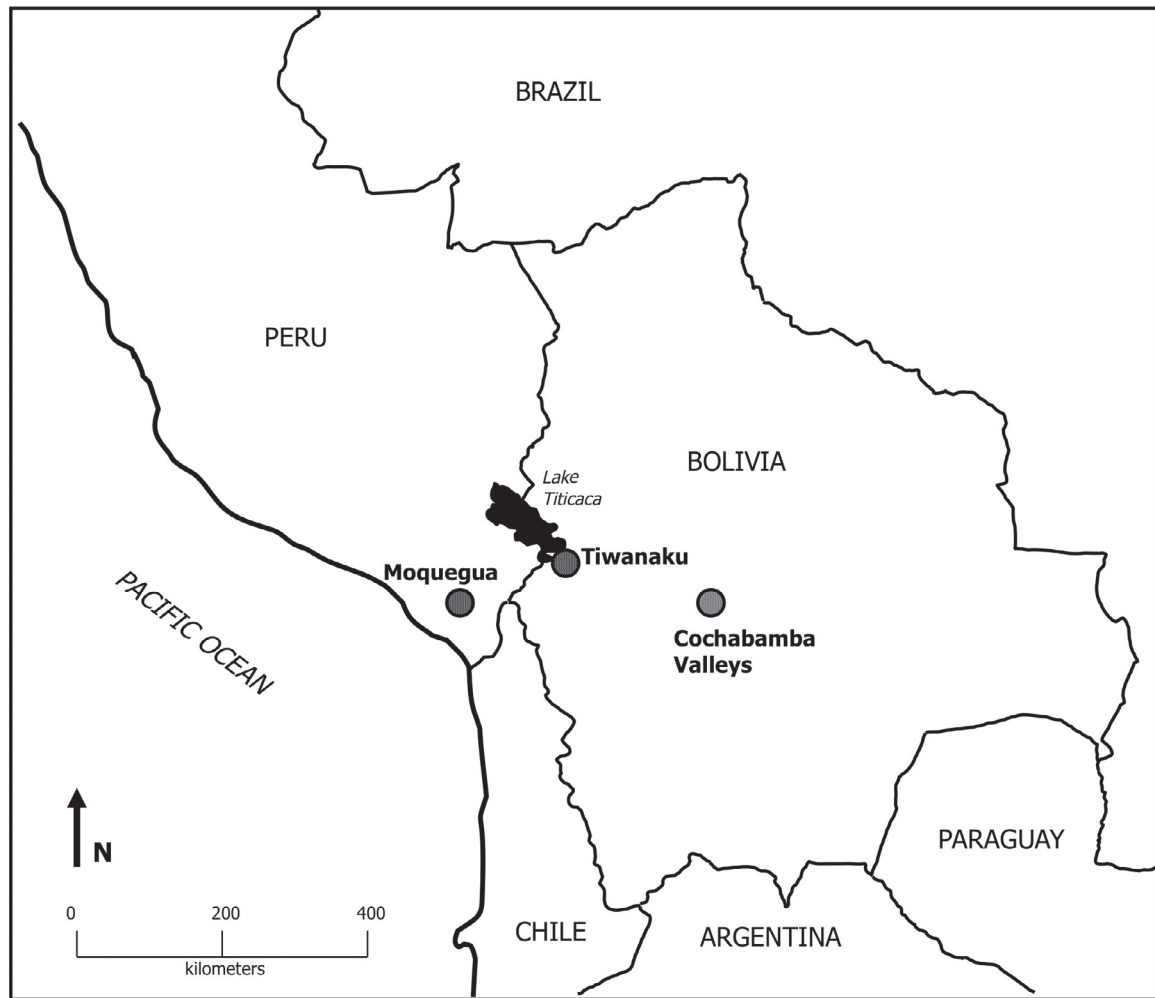 BRAZIL
PERU
BOLIVIA
Lake
Titicaca
Tiwanaku
Moquegua
Cochabamba
Valleys
PACIFIC OCEAN
N
PARAGUAY
0 200 400
kilometers
CHILE
ARGENTINA